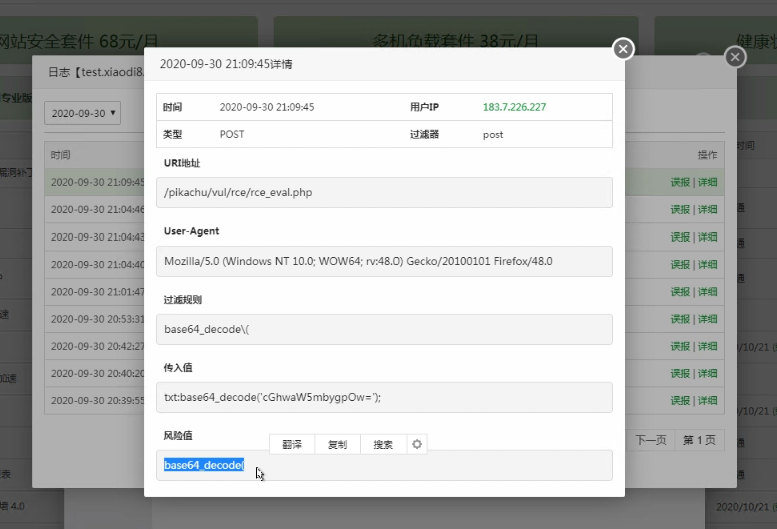 网站安全套件 68元/月
多机负载套件 38元/月
健康状
日志【test.xiaodi8.
2020-09-30 21:09:45详情
专业版
2020-09-30 ▼
时间 2020-09-30 21:09:45 用户IP 183.7.226.227
类型 POST 过滤器 post
时间
操作
时间
URI地址
/pikachu/vul/rce/rce_eval.php
User-Agent
Mozilla/5.0 (Windows NT 10.0; WOW64; rv:48.0) Gecko/20100101 Firefox/48.0
过滤规则
base64_decode\(
传入值
txt:base64_decode('cGhwaW5mbygpOw=');
风险值
翻译 复制 搜索
base64_decode(
2020-09-30 21:09:45 误报 | 详细
2020-09-30 21:04:46 误报 | 详细
2020-09-30 21:04:43 误报 | 详细
2020-09-30 21:04:40 误报 | 详细
2020-09-30 21:01:47 误报 | 详细
2020-09-30 20:53:31 误报 | 详细
2020-09-30 20:42:27 误报 | 详细
2020-09-30 20:40:20 误报 | 详细
2020-09-30 20:39:55 误报 | 详细
下一页 第 1 页
4.0
2020/10/21